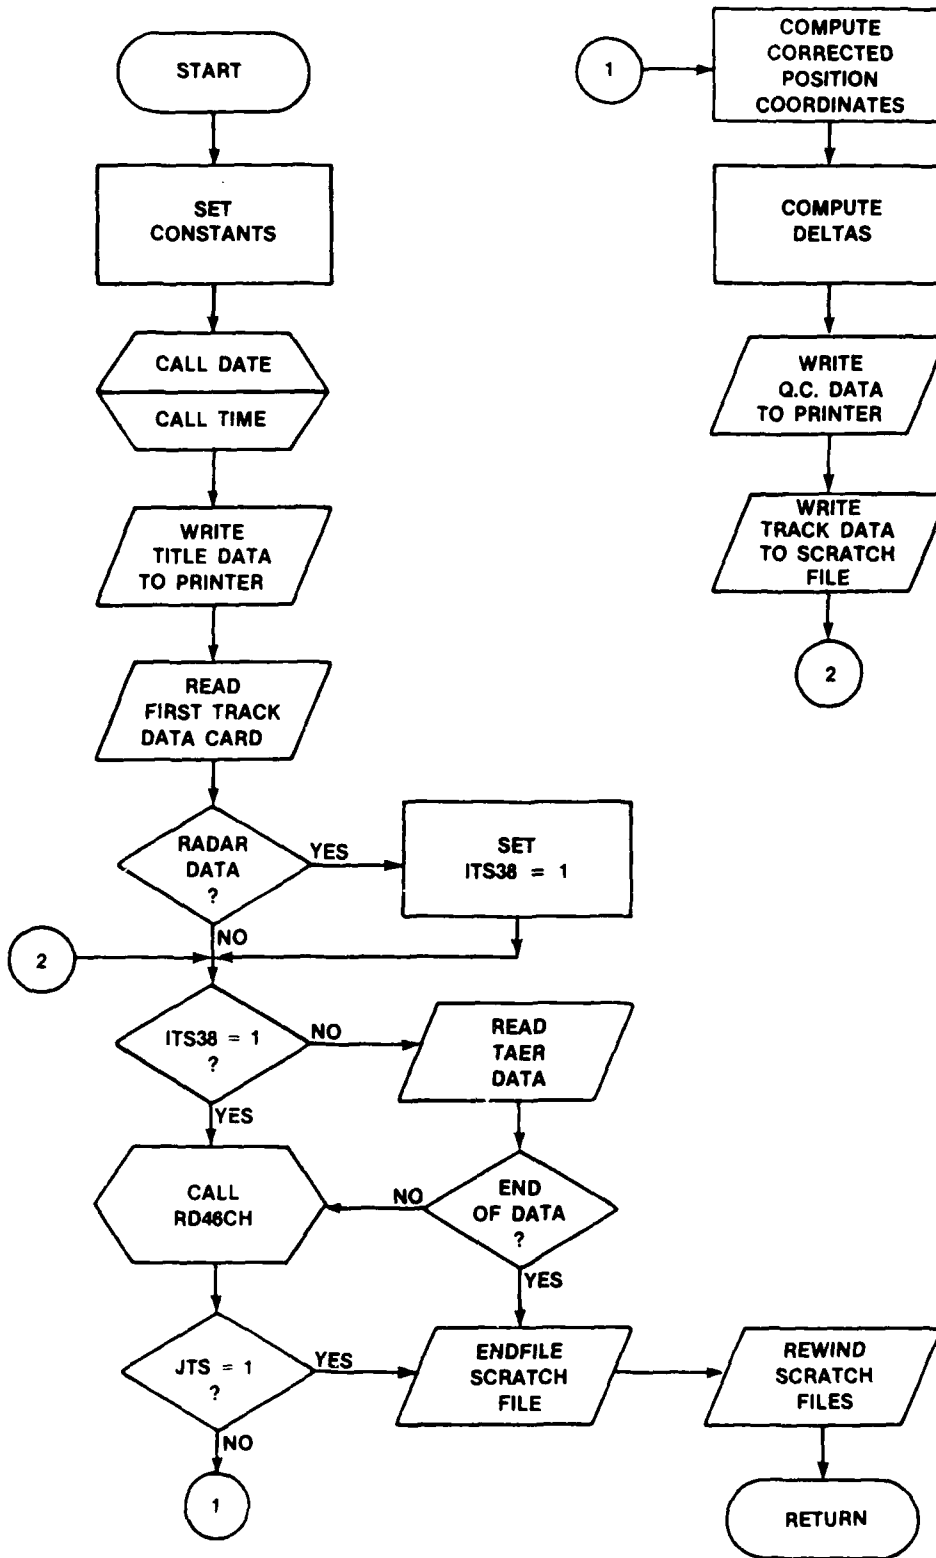 START
SET
CONSTANTS
CALL DATE
CALL TIME
WRITE
TITLE DATA
TO PRINTER
READ
FIRST TRACK
DATA CARD
RADAR
DATA
?
YES
SET
ITS38 = 1
NO
2
ITS38 = 1
?
NO
READ
TAER
DATA
YES
CALL
RD46CH
NO
END
OF DATA
?
YES
JTS = 1
?
YES
ENDFILE
SCRATCH
FILE
REWIND
SCRATCH
FILES
NO
1
RETURN
1
COMPUTE
CORRECTED
POSITION
COORDINATES
COMPUTE
DELTAS
WRITE
Q.C. DATA
TO PRINTER
WRITE
TRACK DATA
TO SCRATCH
FILE
2